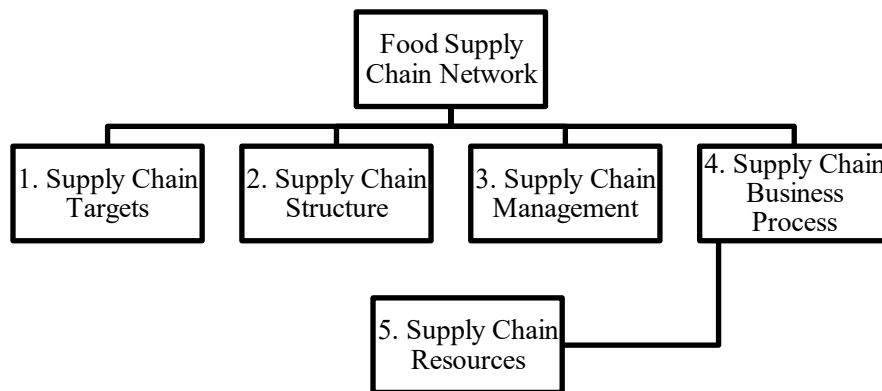 Food Supply
Chain Network
1. Supply Chain
Targets
2. Supply Chain
Structure
3. Supply Chain
Management
4. Supply Chain
Business
Process
5. Supply Chain
Resources